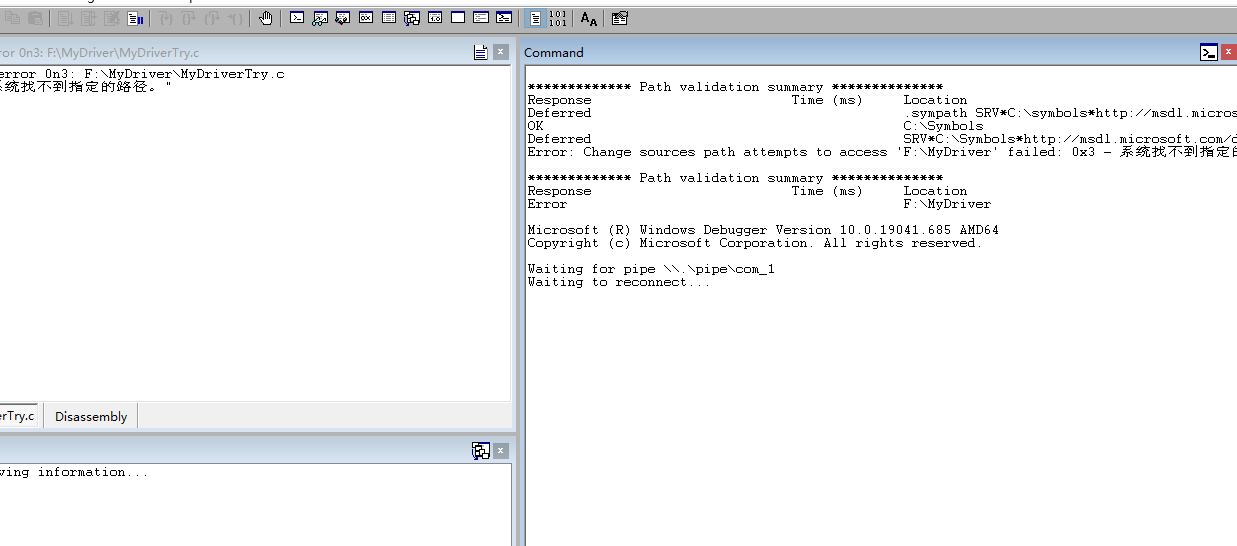 ror 0n3: F:\MyDriver\MyDriverTry.c
error 0n3: F:\MyDriver\MyDriverTry.c
系统找不到指定的路径。"
erTry.c
Disassembly
ving information...
Command
************* Path validation summary **************
Response Time (ms) Location
Deferred .sympath SRV*C:\symbols*http://msdl.micros
OK C:\Symbols
Deferred SRV*C:\Symbols*http://msdl.microsoft.com/d
Error: Change sources path attempts to access 'F:\MyDriver' failed: 0x3 - 系统找不到指定的
************* Path validation summary **************
Response Time (ms) Location
Error F:\MyDriver
Microsoft (R) Windows Debugger Version 10.0.19041.685 AMD64
Copyright (c) Microsoft Corporation. All rights reserved.
Waiting for pipe \\.\pipe\com_1
Waiting to reconnect...